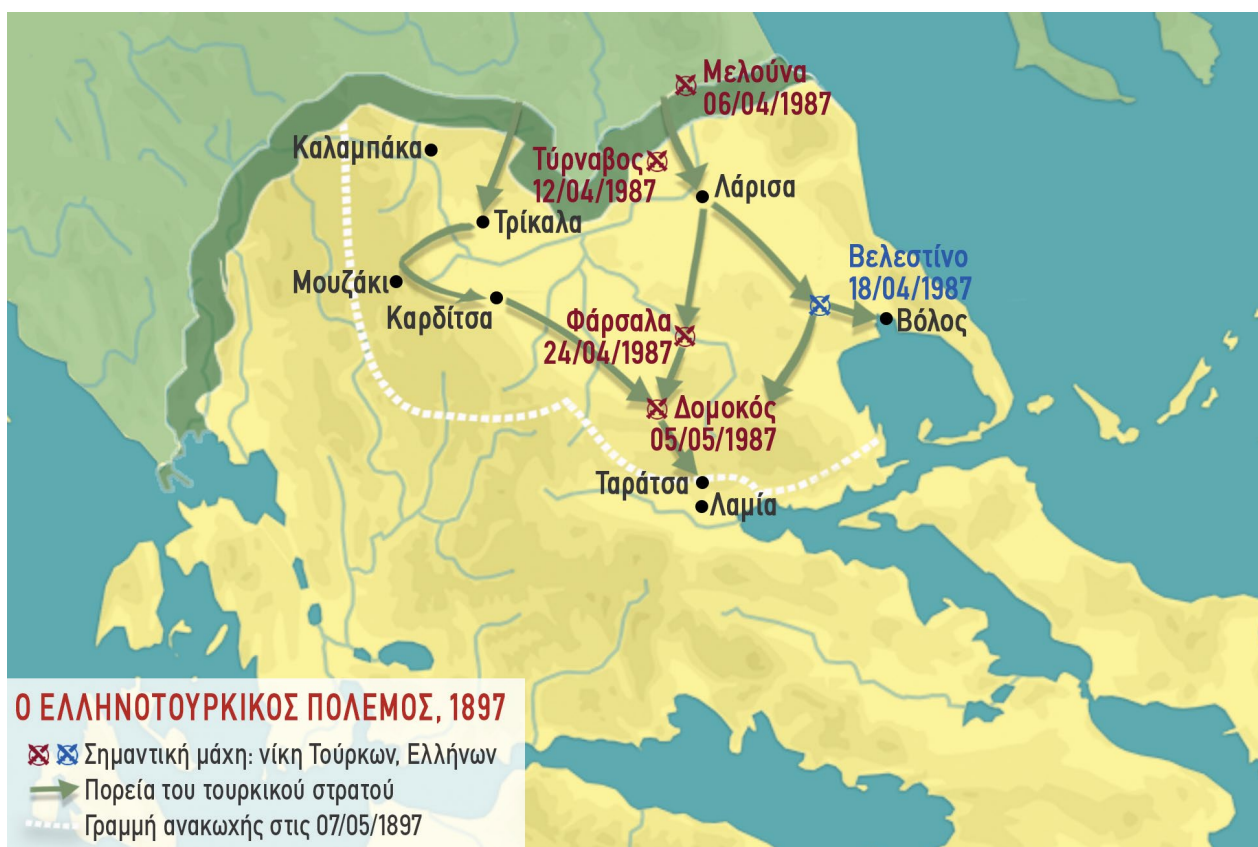 Μελούνα
06/04/1987
Καλαμπάκα
Τύρναβος
12/04/1987
Λάρισα
Τρίκαλα
Βελεστίνο
18/04/1987
Μουζάκι
Καρδίτσα
Φάρσαλα
24/04/1987
Βόλος
Δομοκός
05/05/1987
Ταράτσα
Λαμία
Ο ΕΛΛΗΝΟΤΟΥΡΚΙΚΟΣ ΠΟΛΕΜΟΣ, 1897
Σημαντική μάχη: νίκη Τούρκων, Ελλήνων
Πορεία του τουρκικού στρατού
Γραμμή ανακωχής στις 07/05/1897